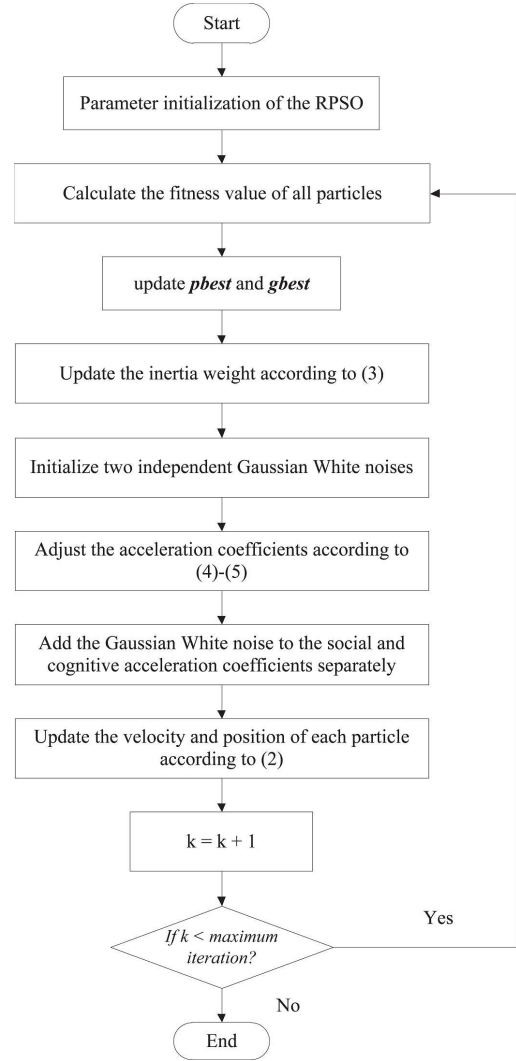 Start
Parameter initialization of the RPSO
Calculate the fitness value of all particles
update pbest and gbest
Update the inertia weight according to (3)
Initialize two independent Gaussian White noises
Adjust the acceleration coefficients according to
(4)-(5)
Add the Gaussian White noise to the social and
cognitive acceleration coefficients separately
Update the velocity and position of each particle
according to (2)
k = k + 1
If k < maximum
iteration?
Yes
No
End